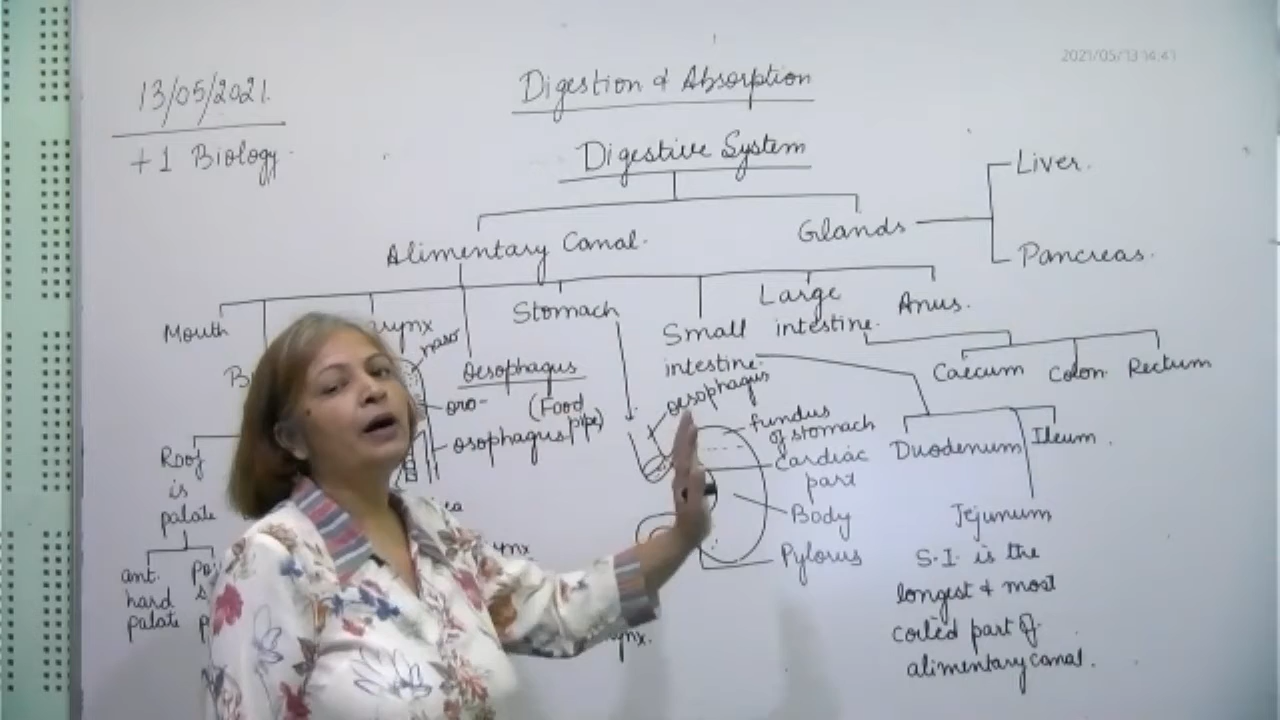 2021/05/13 14:41
13/05/2021.
+1 Biology.
Digestion & Absorption
Digestive System
Alimentary Canal.
Glands
Liver.
Pancreas.
Mouth
arynx
Oesophagus
(Food
pipe)
Stomach
Small
intestine.
Large
intestine.
Anus.
Caecum
Colon
Rectum
Duodenum
Ileum.
Jejunum
B
Roof
is
palate
ant.
hard
palate
naso
oro-
osophagus
ynx
oesophagus
fundus
of stomach
Cardiac
part
Body
Pylorus
S.I. is the
longest & most
coiled part of
alimentary canal.